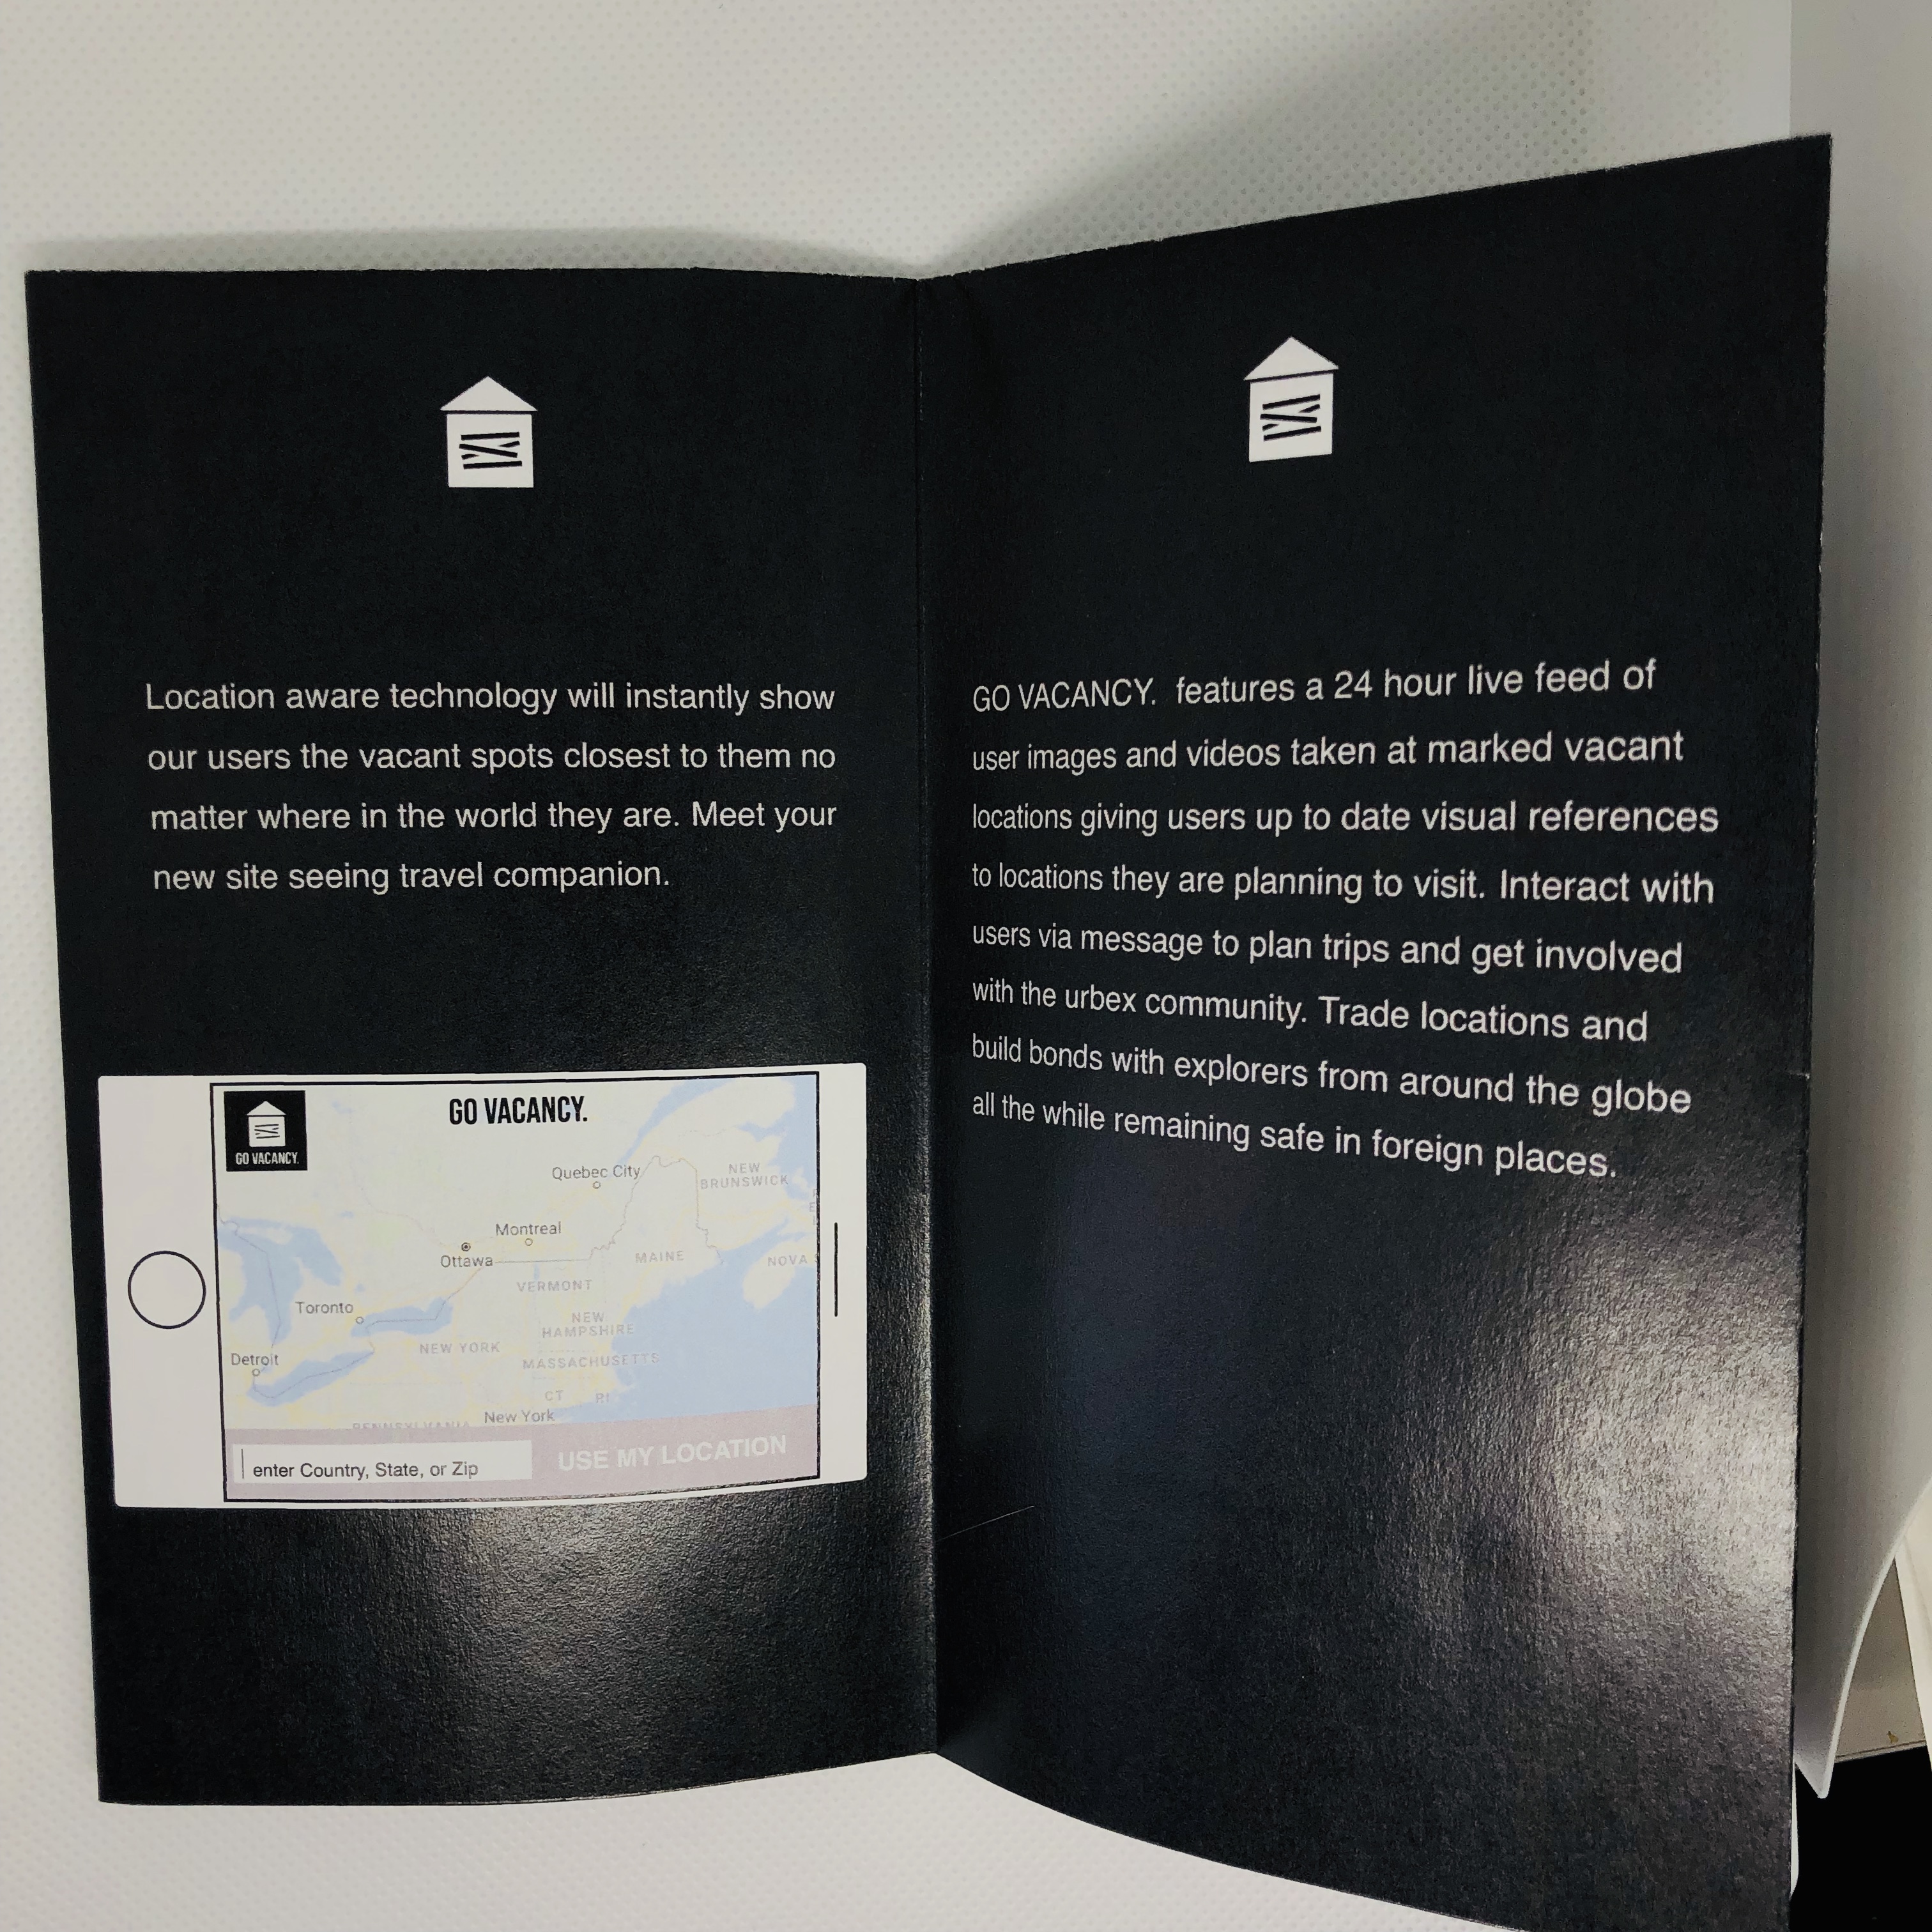 Location aware technology will instantly show
our users the vacant spots closest to them no
matter where in the world they are. Meet your
new site seeing travel companion.
GO VACANCY.
GO VACANCY.
Quebec City
NEW
BRUNSWICK
Montreal
Ottawa
MAINE
NOVA
VERMONT
Toronto
NEW
HAMPSHIRE
NEW YORK
Detroit
MASSACHUSETTS
CT
RI
PENNSYLVANIA
New York
enter Country, State, or Zip
USE MY LOCATION
GO VACANCY. features a 24 hour live feed of
user images and videos taken at marked vacant
locations giving users up to date visual references
to locations they are planning to visit. Interact with
users via message to plan trips and get involved
with the urbex community. Trade locations and
build bonds with explorers from around the globe
all the while remaining safe in foreign places.